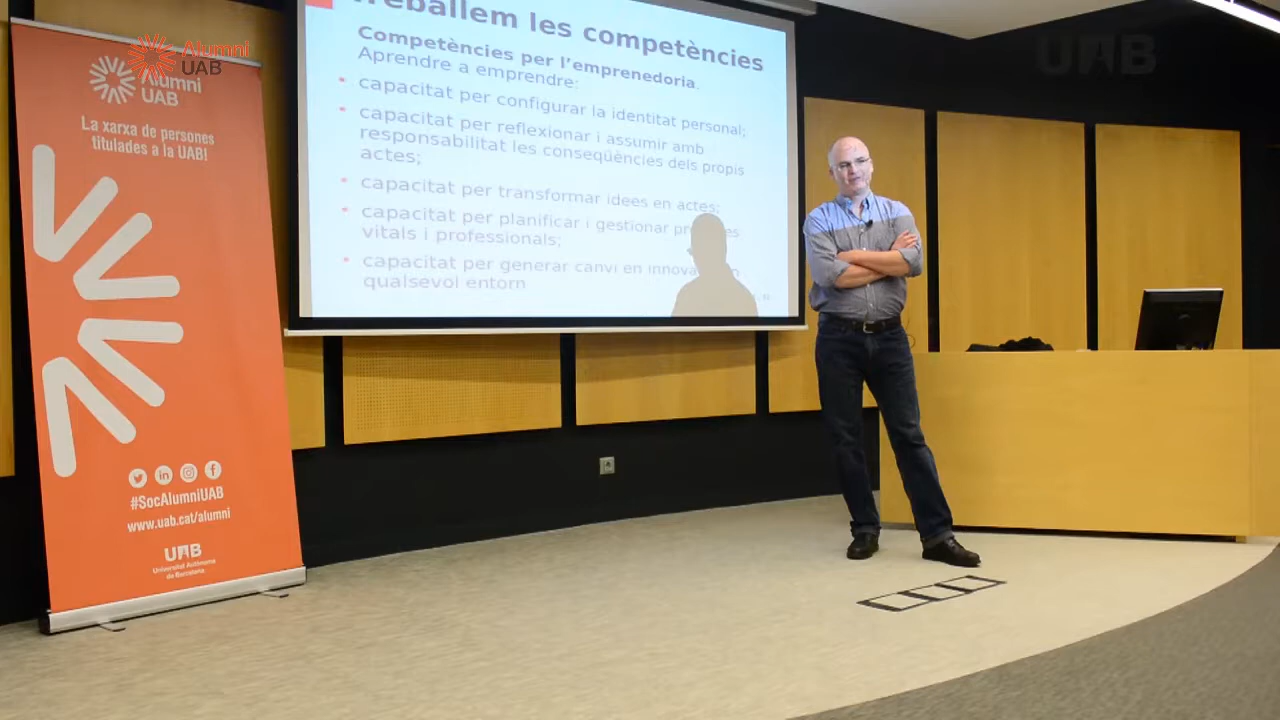 Alumni
UAB
Alumni
UAB
La xarxa de persones
titulades a la UAB!
#SocAlumniUAB
www.uab.cat/alumni
UAB
Universitat Autònoma
de Barcelona
Treballem les competències
Competències per l’emprenedoria.
Aprendre a emprendre:
capacitat per configurar la identitat personal;
capacitat per reflexionar i assumir amb
responsabilitat les conseqüències dels propis
actes;
capacitat per transformar idees en actes;
capacitat per planificar i gestionar
vitals i professionals;
capacitat per generar canvi en
qualsevol entorn
UAB